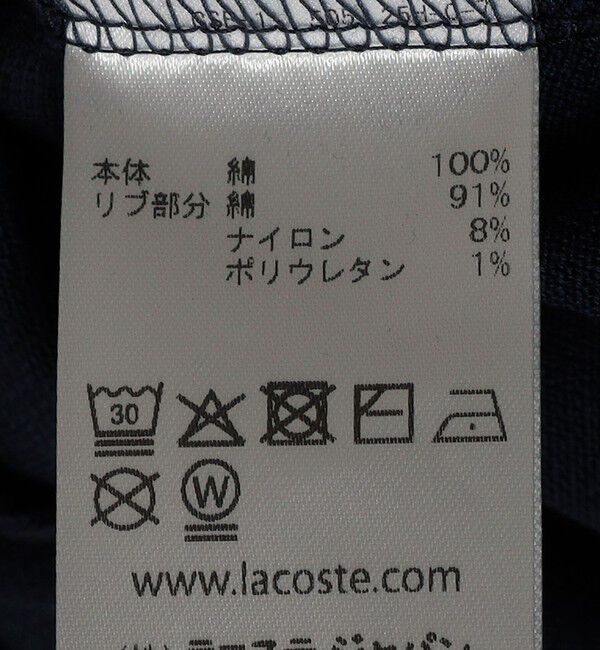 本体 綿 100%
リブ部分 綿 91%
ナイロン 8%
ポリウレタン 1%
30
W
www.lacoste.com